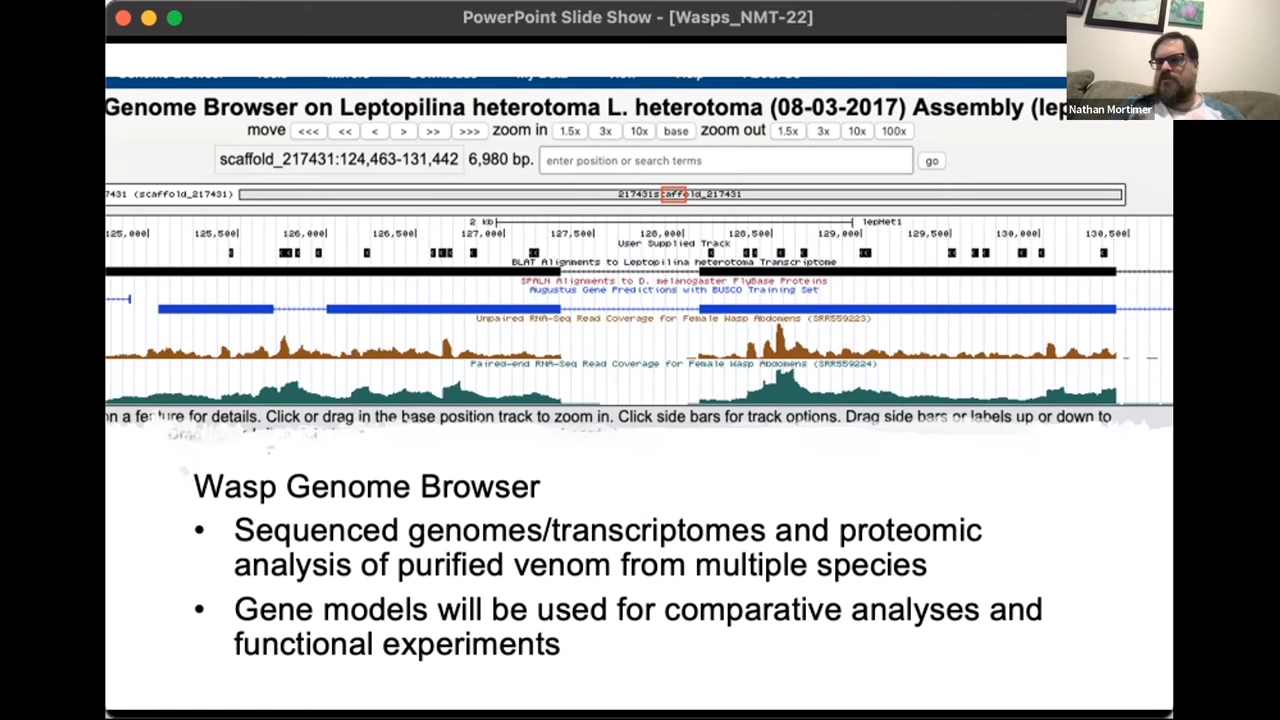 PowerPoint Slide Show - [Wasps_NMT-22]
Nathan Mortimer
Genome Browser on Leptopilina heterotoma L. heterotoma (08-03-2017) Assembly (lep
move <<< << < > >> >>> zoom in 1.5x 3x 10x base zoom out 1.5x 3x 10x 100x
scaffold_217431:124,463-131,442 6,980 bp. enter position or search terms go
7431 (scaffold_217431) 217431scaffold_217431
2 kb lepHet1
125,000 125,500 126,000 126,500 127,000 127,500 128,000 128,500 129,000 129,500 130,000 130,500
User Supplied Track
BLAT Alignments to Leptopilina heterotoma Transcriptome
SPALN Alignments to D. melanogaster FlyBase Proteins
Augustus Gene Predictions with BUSCO Training Set
Unpaired RNA-Seq Read Coverage for Female Wasp Abdomens (SRR559223)
Paired-end RNA-Seq Read Coverage for Female Wasp Abdomens (SRR559224)
on a feature for details. Click or drag in the base position track to zoom in. Click side bars for track options. Drag side bars or labels up or down to
Wasp Genome Browser
• Sequenced genomes/transcriptomes and proteomic
analysis of purified venom from multiple species
• Gene models will be used for comparative analyses and
functional experiments